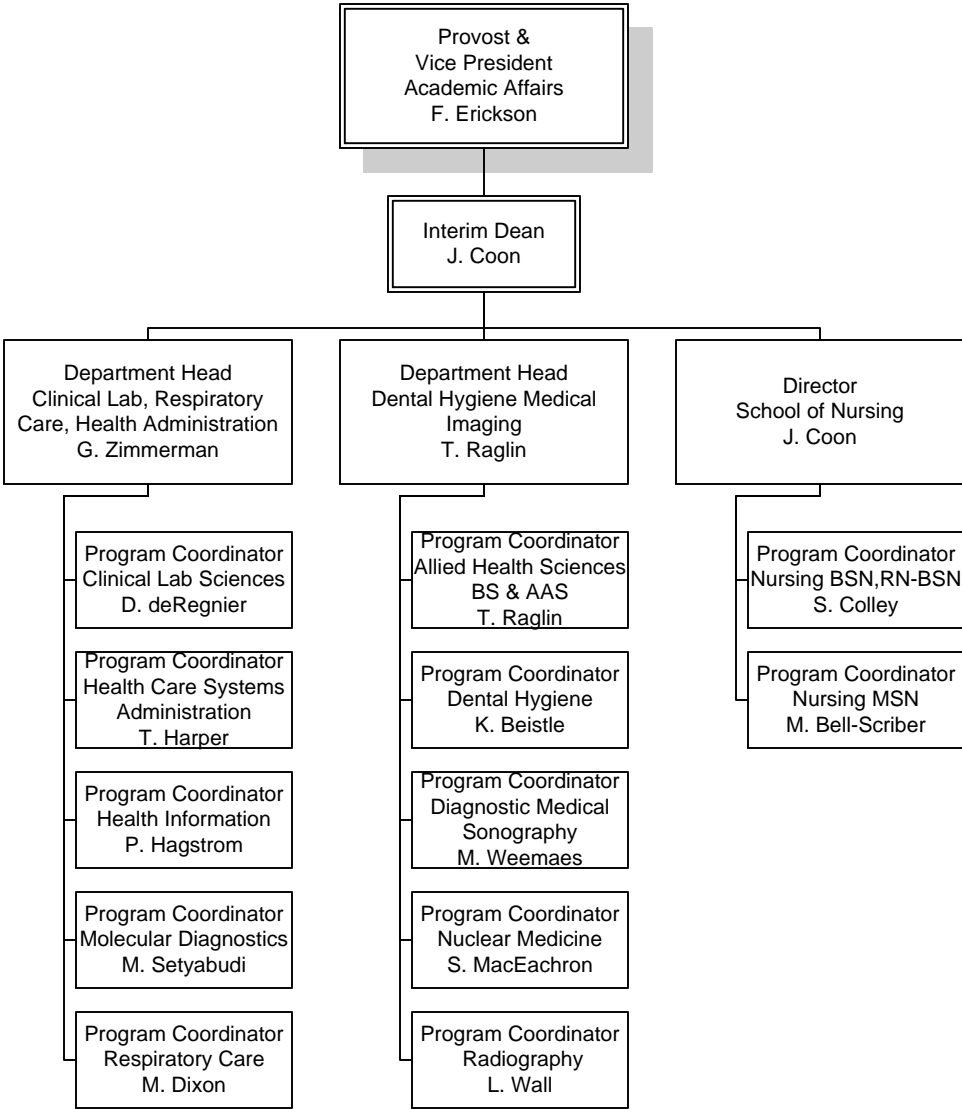 Provost &
Vice President
Academic Affairs
F. Erickson
Interim Dean
J. Coon
Department Head
Clinical Lab, Respiratory
Care, Health Administration
G. Zimmerman
Program Coordinator
Clinical Lab Sciences
D. deRegnier
Program Coordinator
Health Care Systems
Administration
T. Harper
Program Coordinator
Health Information
P. Hagstrom
Program Coordinator
Molecular Diagnostics
M. Setyabudi
Program Coordinator
Respiratory Care
M. Dixon
Department Head
Dental Hygiene Medical
Imaging
T. Raglin
Program Coordinator
Allied Health Sciences
BS & AAS
T. Raglin
Program Coordinator
Dental Hygiene
K. Beistle
Program Coordinator
Diagnostic Medical
Sonography
M. Weemaes
Program Coordinator
Nuclear Medicine
S. MacEachron
Program Coordinator
Radiography
L. Wall
Director
School of Nursing
J. Coon
Program Coordinator
Nursing BSN,RN-BSN
S. Colley
Program Coordinator
Nursing MSN
M. Bell-Scriber